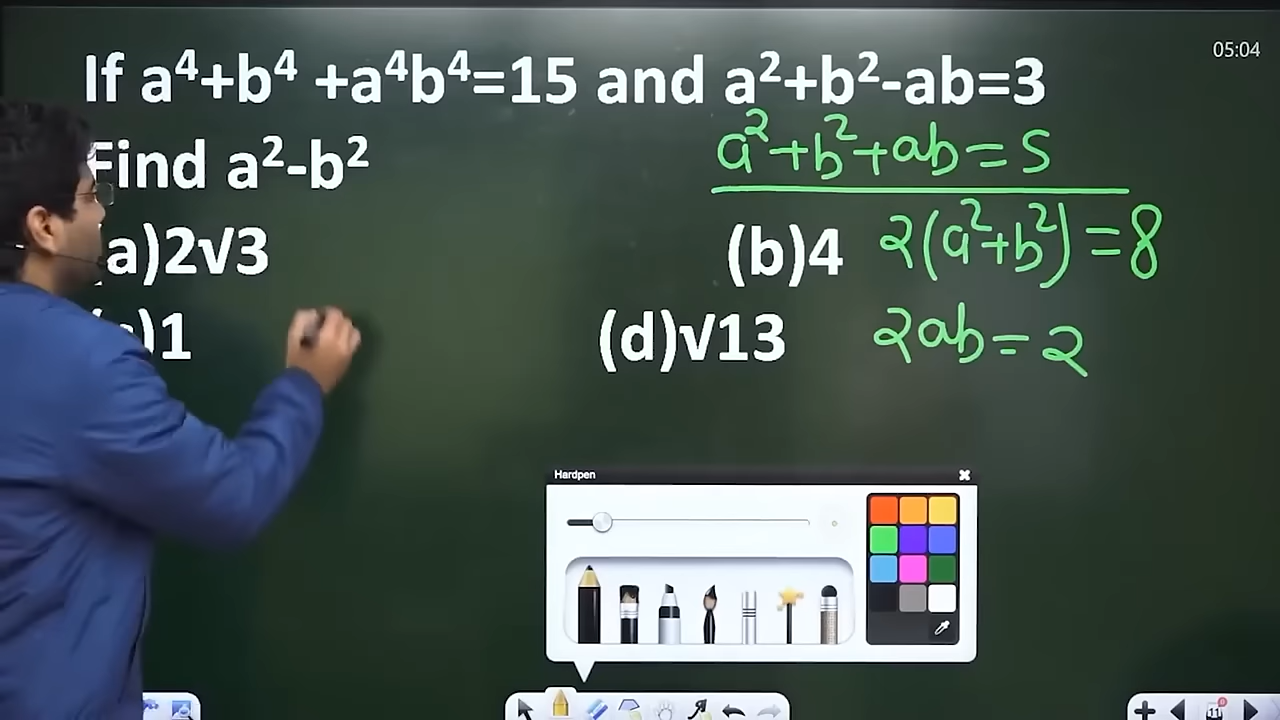 05:04
If a⁴+b⁴ +a⁴b⁴=15 and a²+b²-ab=3
a²+b²+ab=5
Find a²-b²
2(a²+b²)=8
a)2√3 (b)4
)1 (d)√13 2ab=2
Hardpen